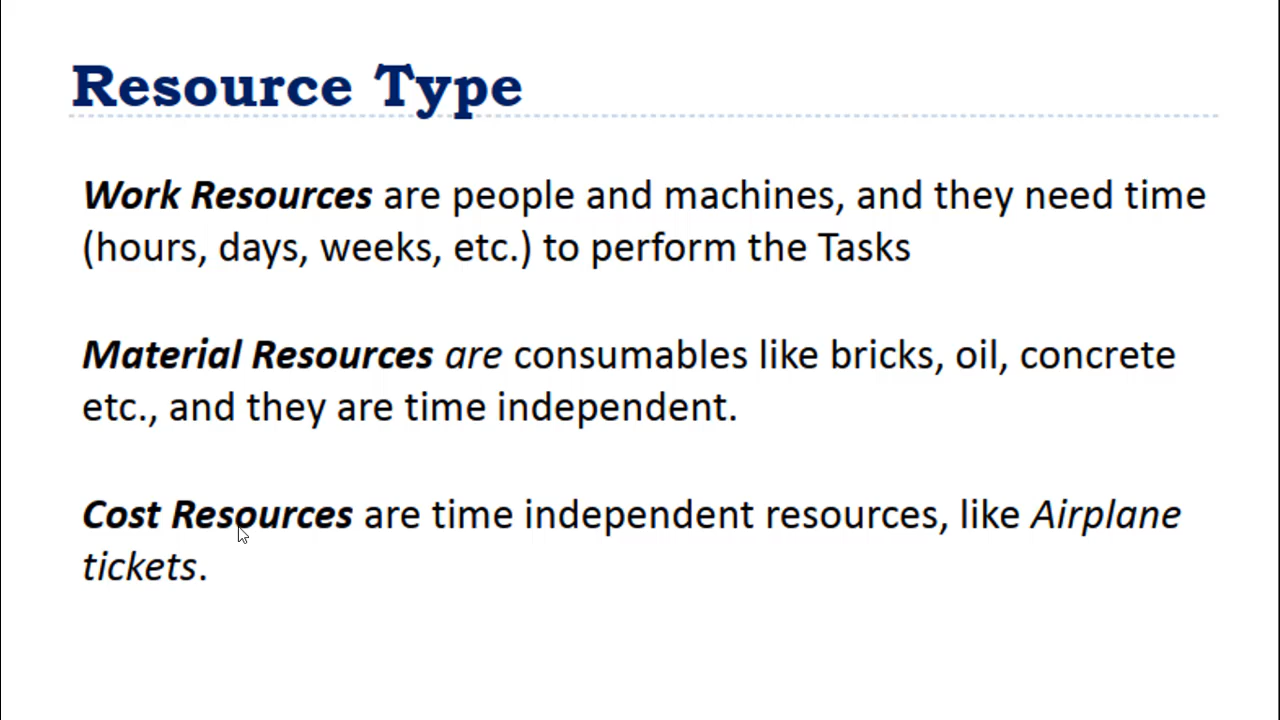 Resource Type
Work Resources are people and machines, and they need time
(hours, days, weeks, etc.) to perform the Tasks
Material Resources are consumables like bricks, oil, concrete
etc., and they are time independent.
Cost Resources are time independent resources, like Airplane
tickets.